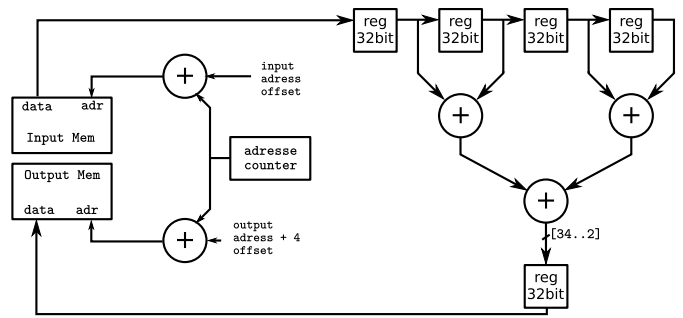 reg
32bit
reg
32bit
reg
32bit
reg
32bit
input
adress
offset
+
data adr
Input Mem
+
+
adresse
counter
Output Mem
data adr
+
output
adress + 4
offset
+
[34..2]
reg
32bit